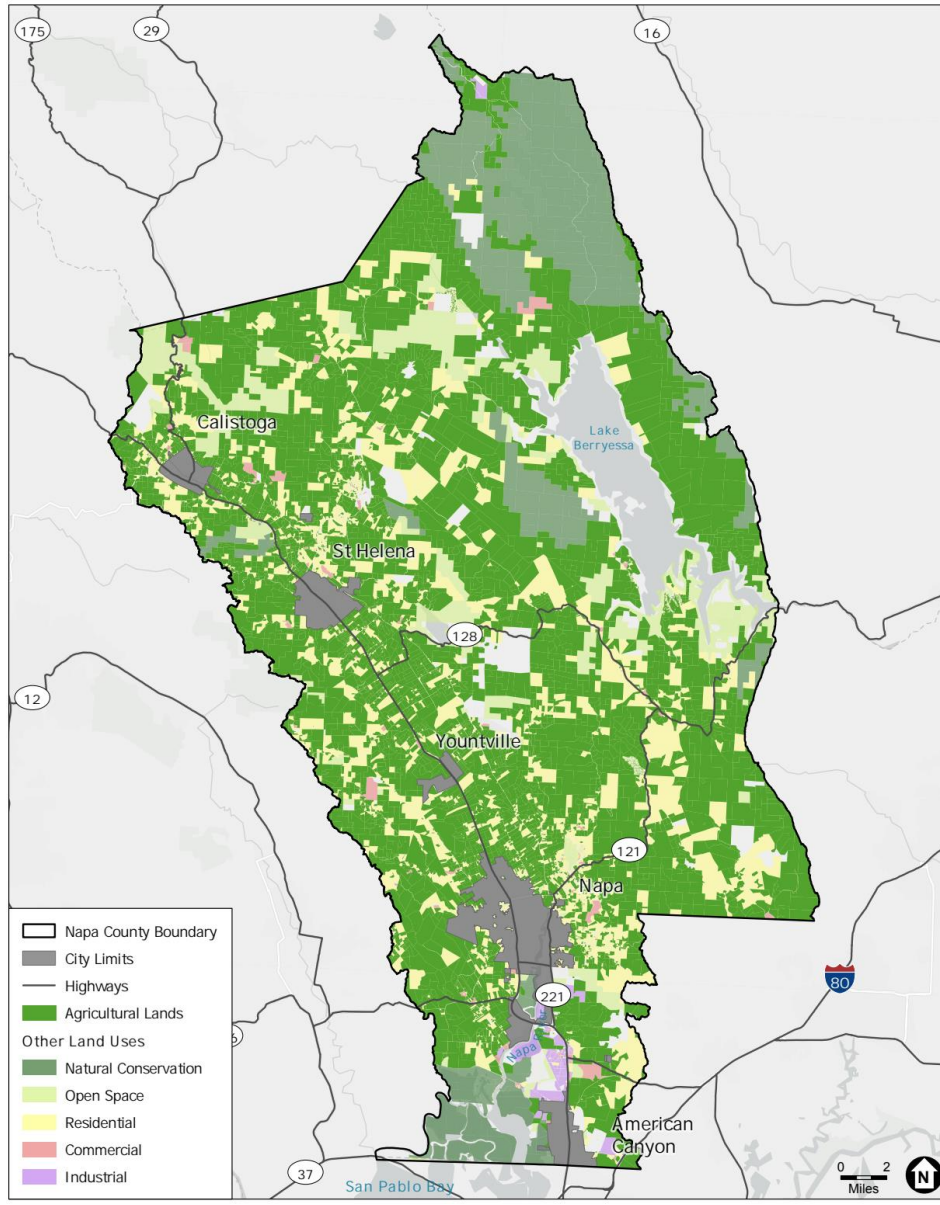 175
29
16
Lake
Berryessa
Calistoga
St Helena
128
12
Yountville
121
Napa
80
221
Napa
American
Canyon
37
San Pablo Bay
Napa County Boundary
City Limits
Highways
Agricultural Lands
Other Land Uses
Natural Conservation
Open Space
Residential
Commercial
Industrial
0 2
Miles
N